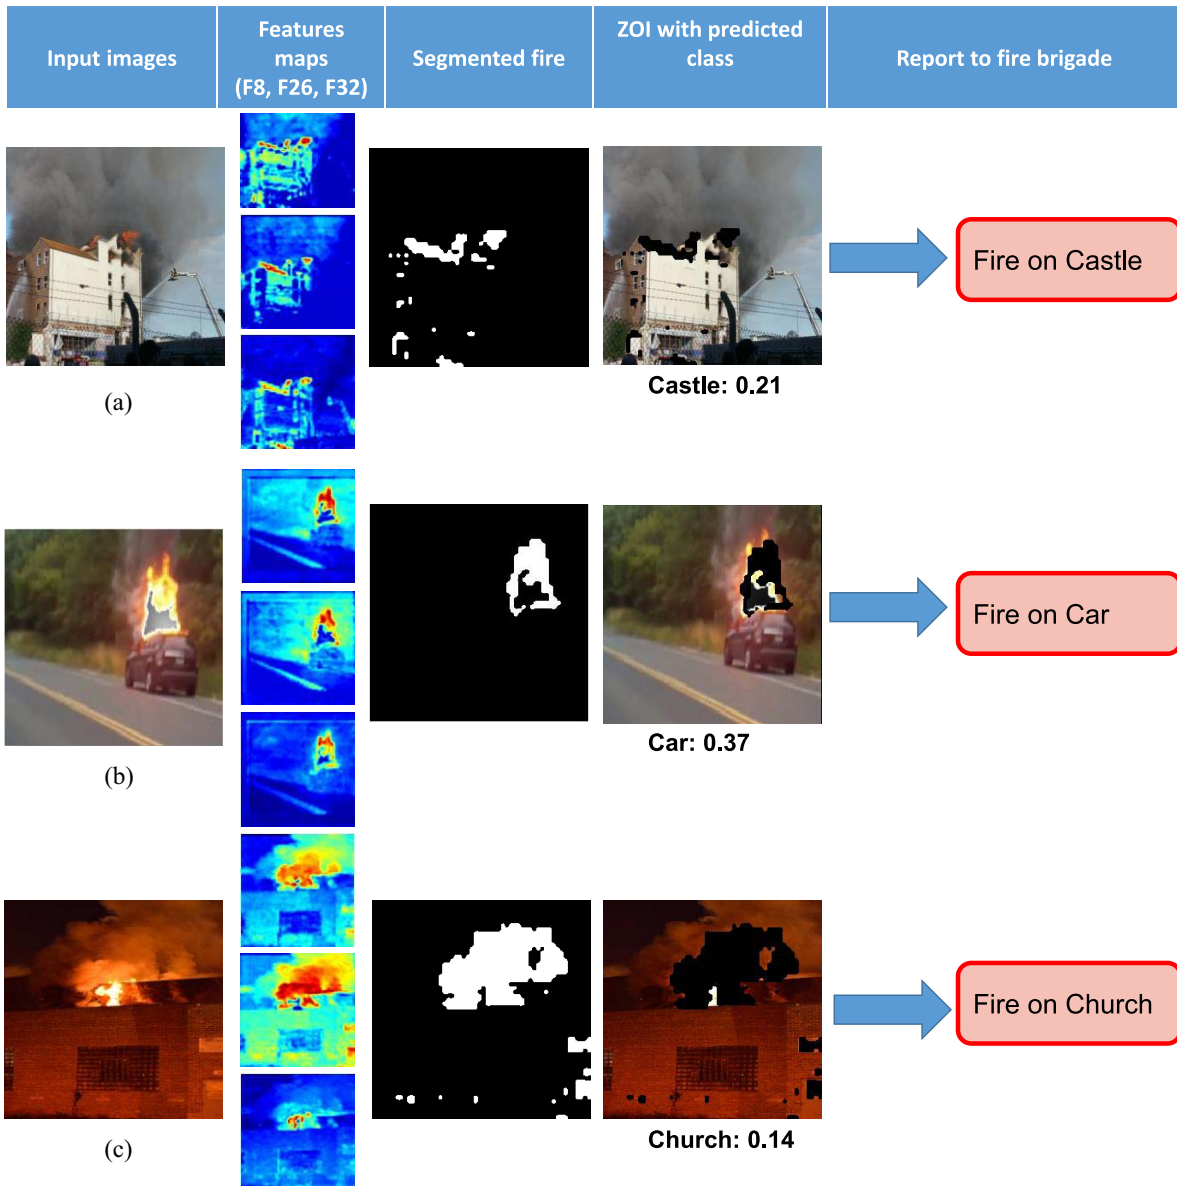 Input images
Features
maps
(F8, F26, F32)
Segmented fire
ZOI with predicted
class
Report to fire brigade
Fire on Castle
Castle: 0.21
(a)
Fire on Car
Car: 0.37
(b)
Fire on Church
Church: 0.14
(c)